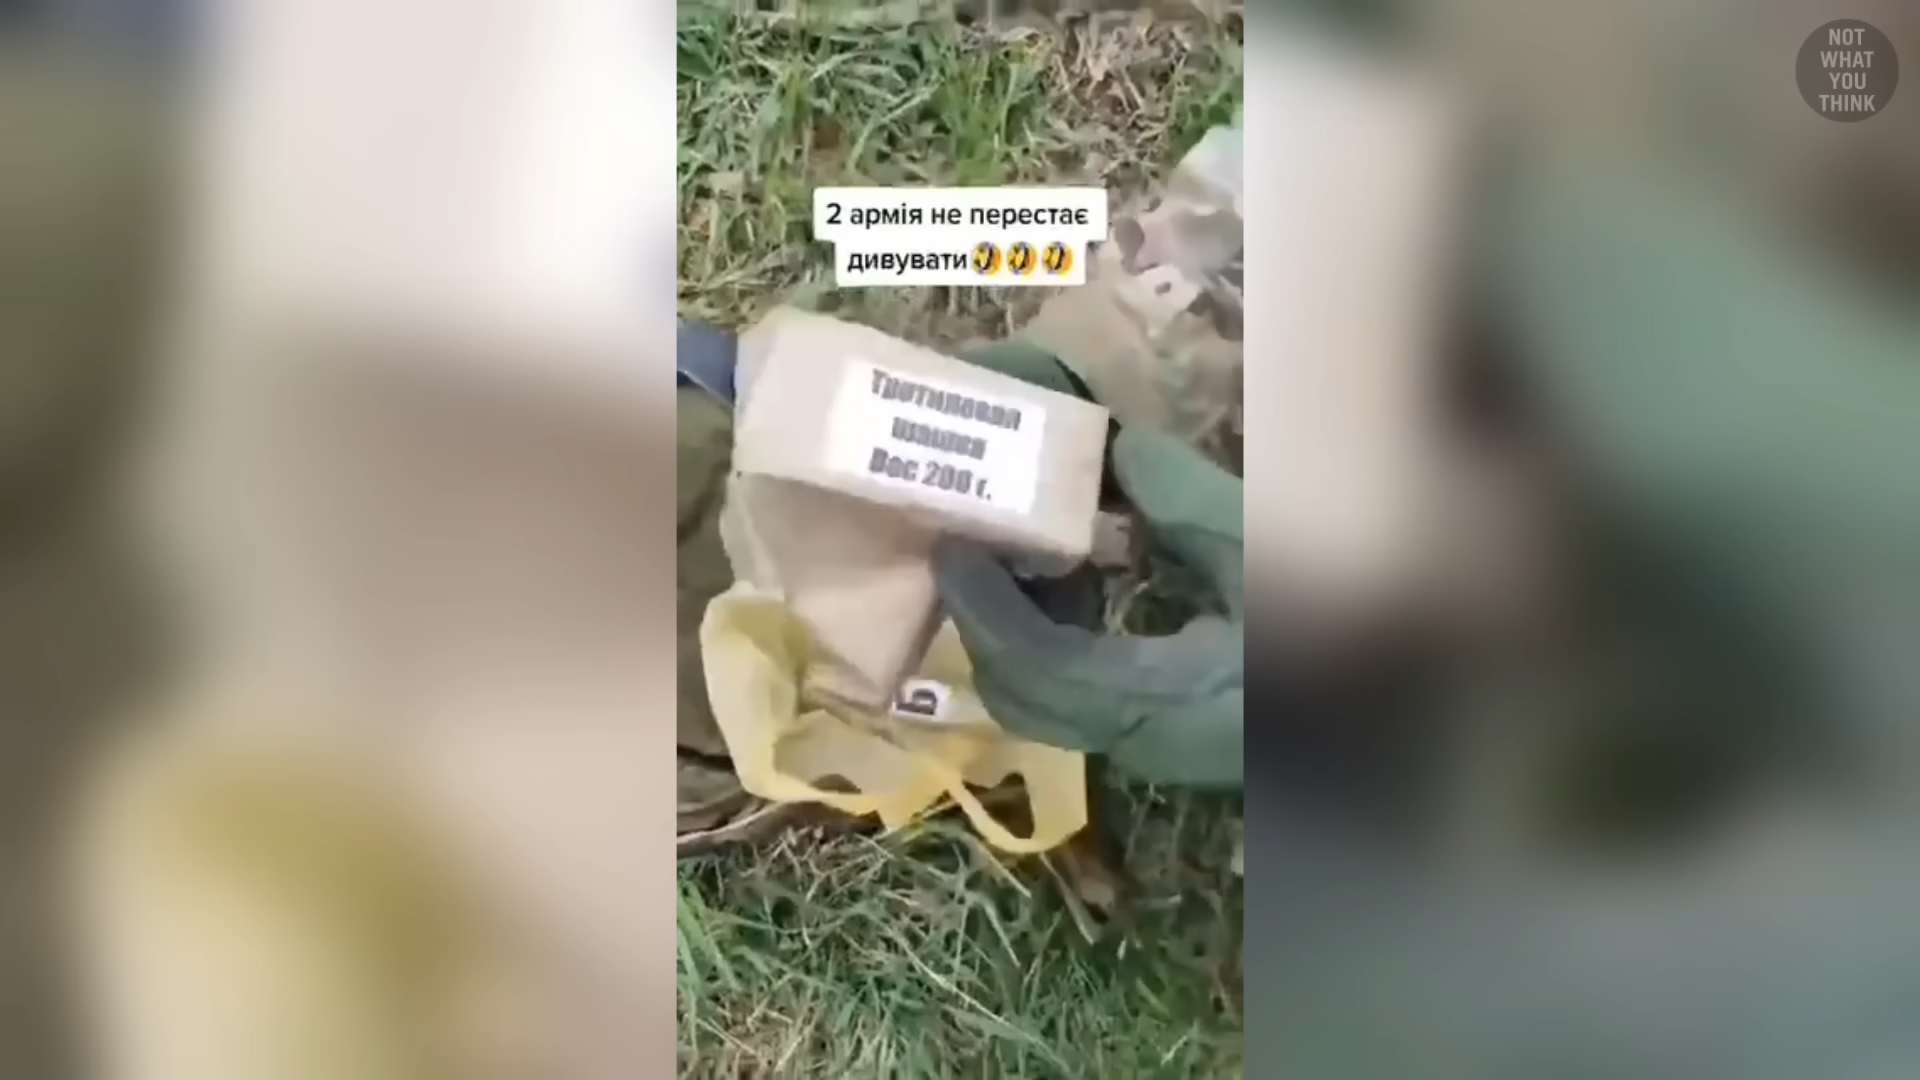 NOT
WHAT
YOU
THINK
2 армія не перестає
дивувати🤣🤣🤣
Тротиловая
шашка
Вес 200 г.
Б